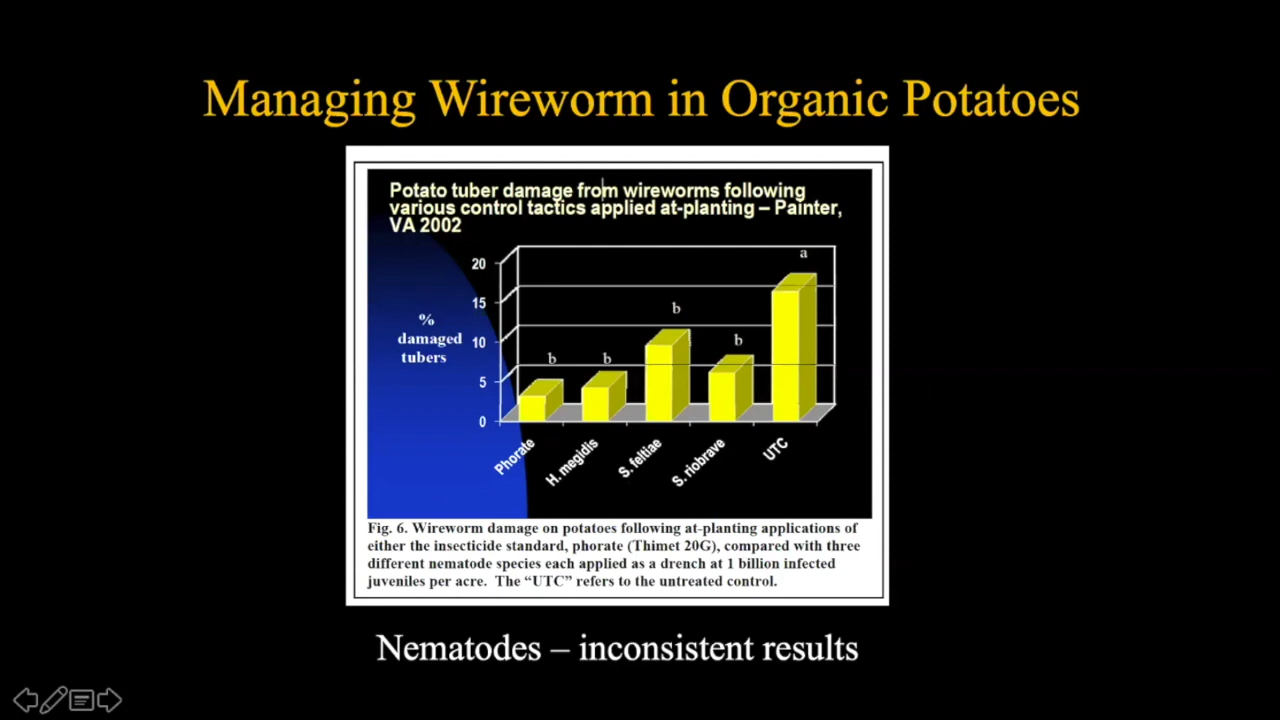 Managing Wireworm in Organic Potatoes
Potato tuber damage from wireworms following
various control tactics applied at-planting – Painter,
VA 2002
20
15
10
5
0
%
damaged
tubers
b
b
b
b
a
Phorate
H. megidis
S. feltiae
S. riobrave
UTC
Fig. 6. Wireworm damage on potatoes following at-planting applications of
either the insecticide standard, phorate (Thimet 20G), compared with three
different nematode species each applied as a drench at 1 billion infected
juveniles per acre. The “UTC” refers to the untreated control.
Nematodes – inconsistent results